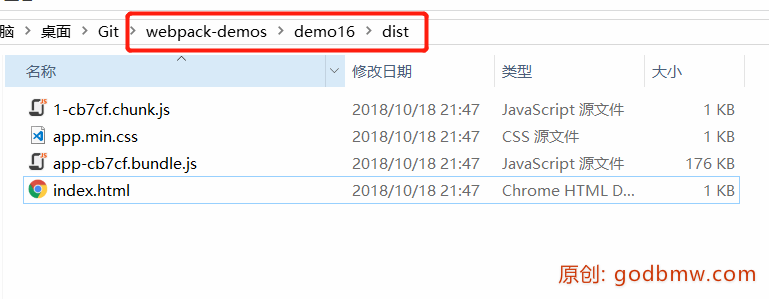 脑 桌面 Git webpack-demos demo16 dist
名称 修改日期 类型 大小
1-cb7cf.chunk.js 2018/10/18 21:47 JavaScript 源文件 1 KB
app.min.css 2018/10/18 21:47 CSS 源文件 1 KB
app-cb7cf.bundle.js 2018/10/18 21:47 JavaScript 源文件 176 KB
index.html 2018/10/18 21:47 Chrome HTML D... 1 KB
原创: godbmw.com